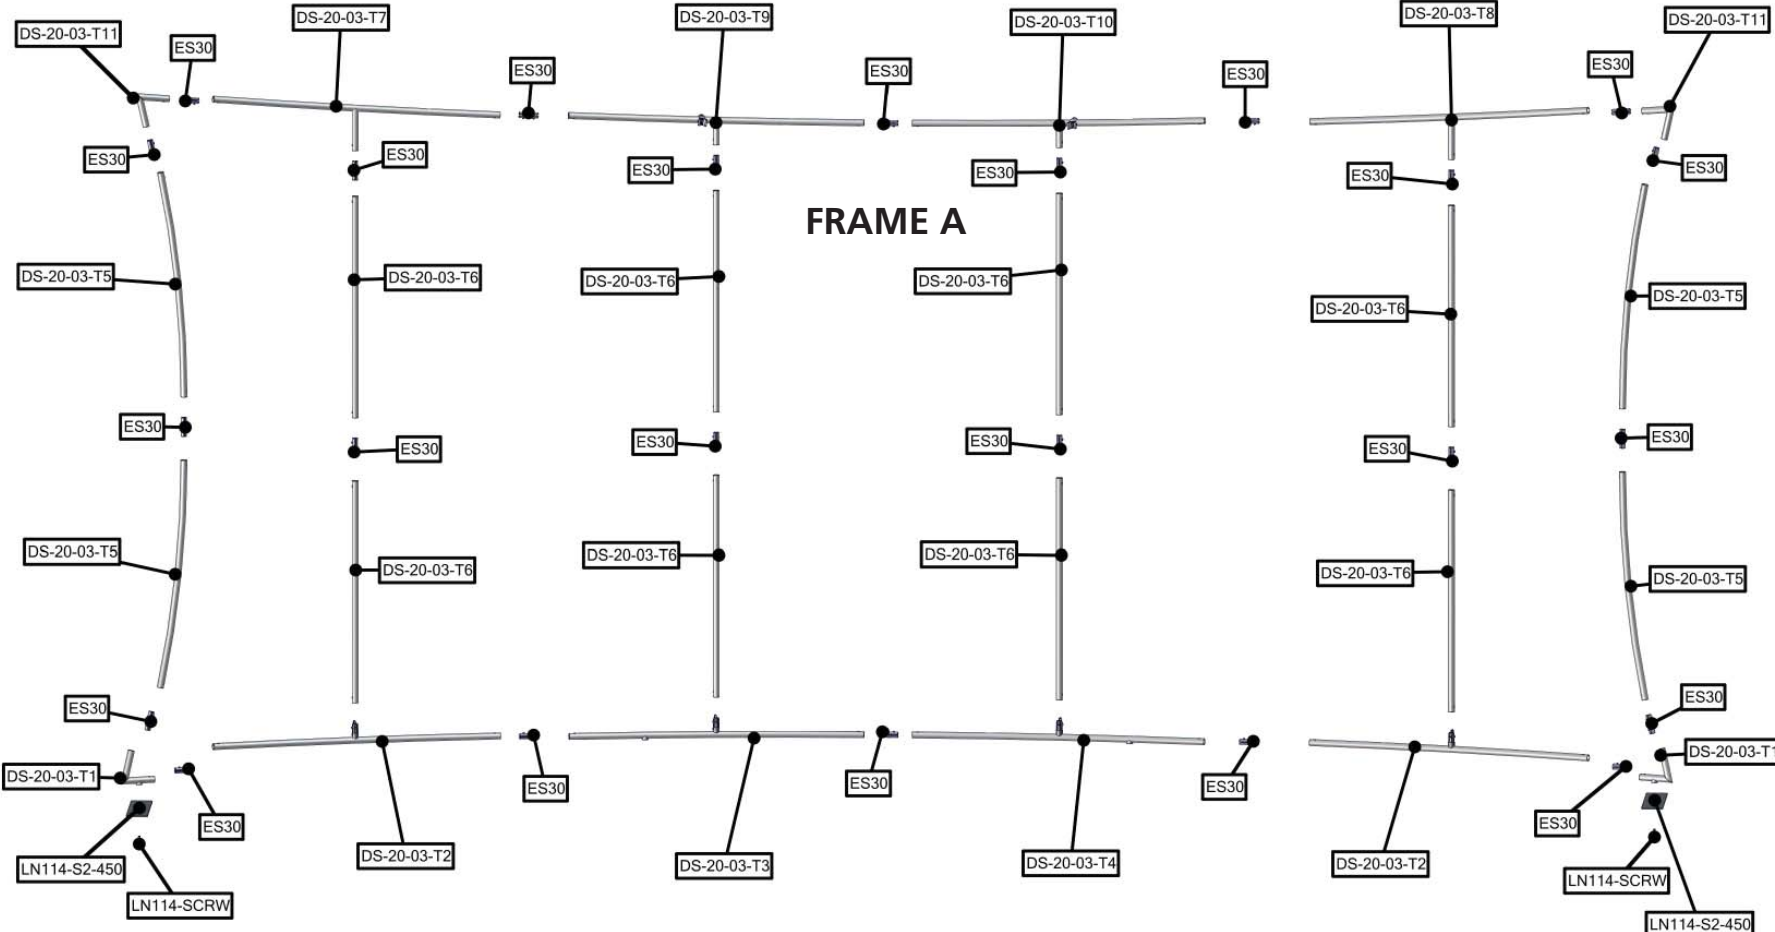 DS-20-03-T11
ES30
DS-20-03-T7
ES30
DS-20-03-T9
ES30
DS-20-03-T10
ES30
DS-20-03-T8
ES30
DS-20-03-T11
ES30
ES30
ES30
ES30
ES30
ES30
FRAME A
DS-20-03-T5
DS-20-03-T6
DS-20-03-T6
DS-20-03-T6
DS-20-03-T6
DS-20-03-T5
ES30
ES30
ES30
ES30
ES30
ES30
DS-20-03-T5
DS-20-03-T6
DS-20-03-T6
DS-20-03-T6
DS-20-03-T6
DS-20-03-T5
ES30
ES30
DS-20-03-T1
ES30
ES30
ES30
ES30
ES30
DS-20-03-T1
LN114-S2-450
DS-20-03-T2
DS-20-03-T3
DS-20-03-T4
DS-20-03-T2
LN114-SCRW
LN114-SCRW
LN114-S2-450